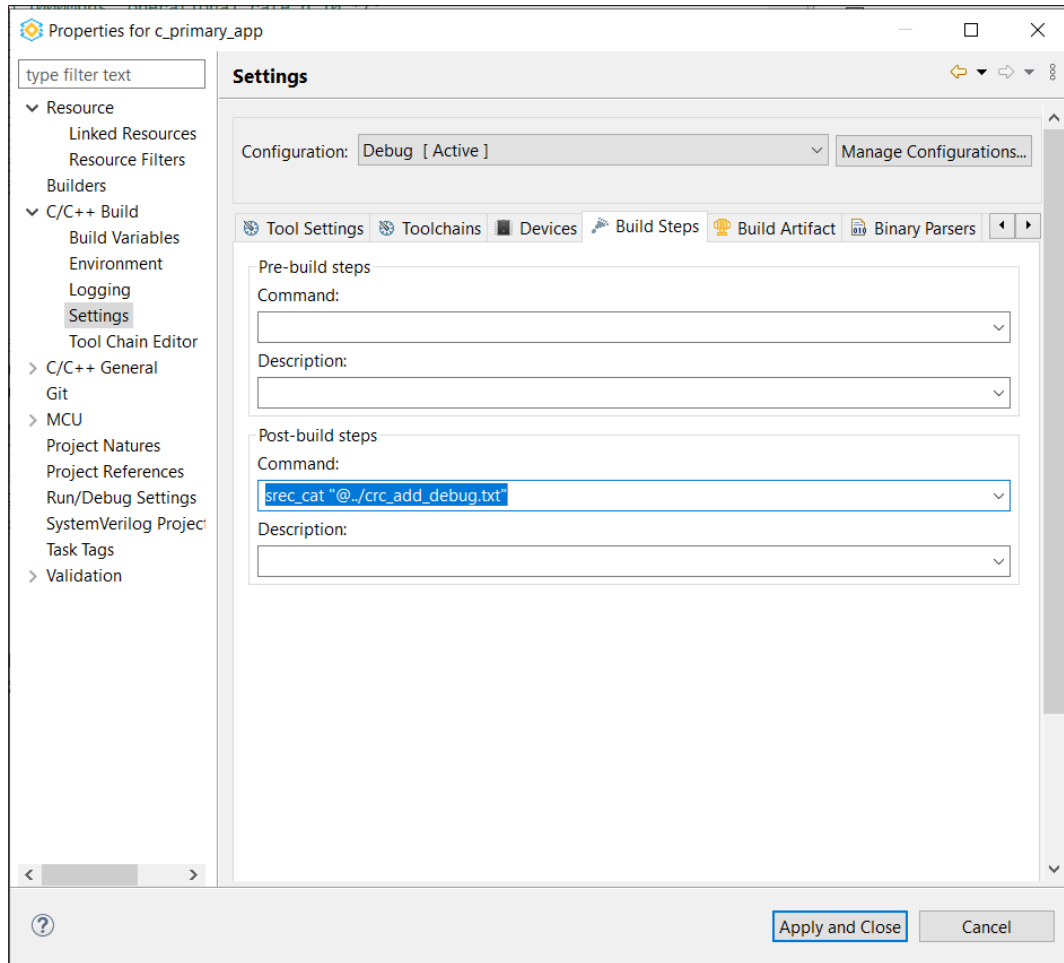 Properties for c_primary_app
type filter text
Settings
Resource
Linked Resources
Resource Filters
Builders
C/C++ Build
Build Variables
Environment
Logging
Settings
Tool Chain Editor
C/C++ General
Git
MCU
Project Natures
Project References
Run/Debug Settings
SystemVerilog Project
Task Tags
Validation
Configuration: Debug [ Active ] Manage Configurations...
Tool Settings Toolchains Devices Build Steps Build Artifact Binary Parsers
Pre-build steps
Command:
Description:
Post-build steps
Command:
srec_cat "@../crc_add_debug.txt"
Description:
Apply and Close Cancel